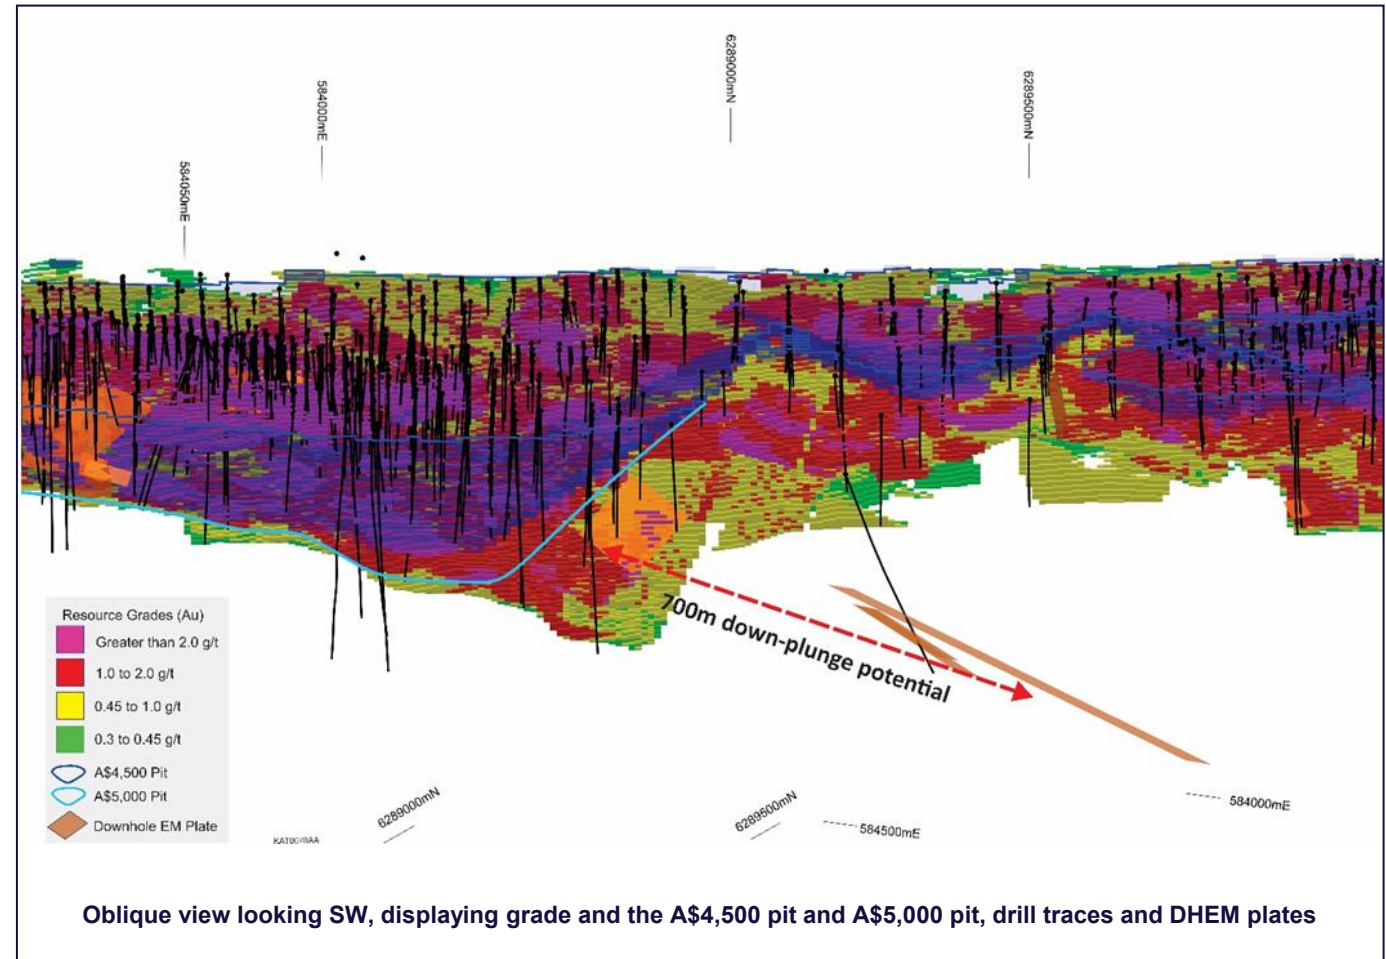 6289000mN
6289500mN
584000mE
584050mE
700m down-plunge potential
Resource Grades (Au)
Greater than 2.0 g/t
1.0 to 2.0 g/t
0.45 to 1.0 g/t
0.3 to 0.45 g/t
A$4,500 Pit
A$5,000 Pit
Downhole EM Plate
6289000mN
6289500mN
584500mE
584000mE
Oblique view looking SW, displaying grade and the A$4,500 pit and A$5,000 pit, drill traces and DHEM plates